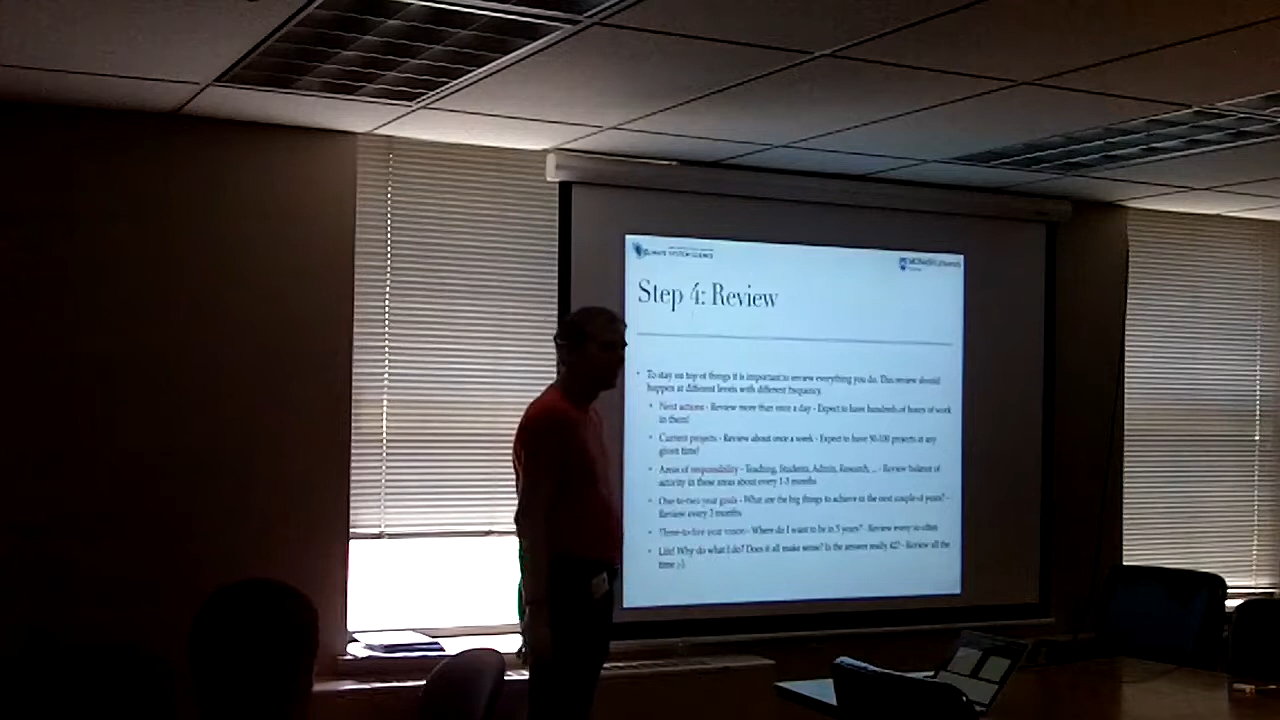 CLIMATE SYSTEM SCIENCE
Step 4: Review
To stay on top of things it is important to review everything you do. This review should
happen at different levels with different frequency.
Next actions - Review more than once a day - Expect to have hundreds of hours of work
in them!
Current projects - Review about once a week - Expect to have 50-100 projects at any
given time!
Areas of responsibility - Teaching, Students, Admin, Research, ... - Review balance of
activity in these areas about every 1-3 months
One-to-two year goals - What are the big things to achieve in the next couple of years? -
Review every 3 months
Three-to-five year vision - Where do I want to be in 5 years? - Review every so often
Life! Why do what I do? Does it all make sense? Is the answer really 42? - Review all the
time ;-)